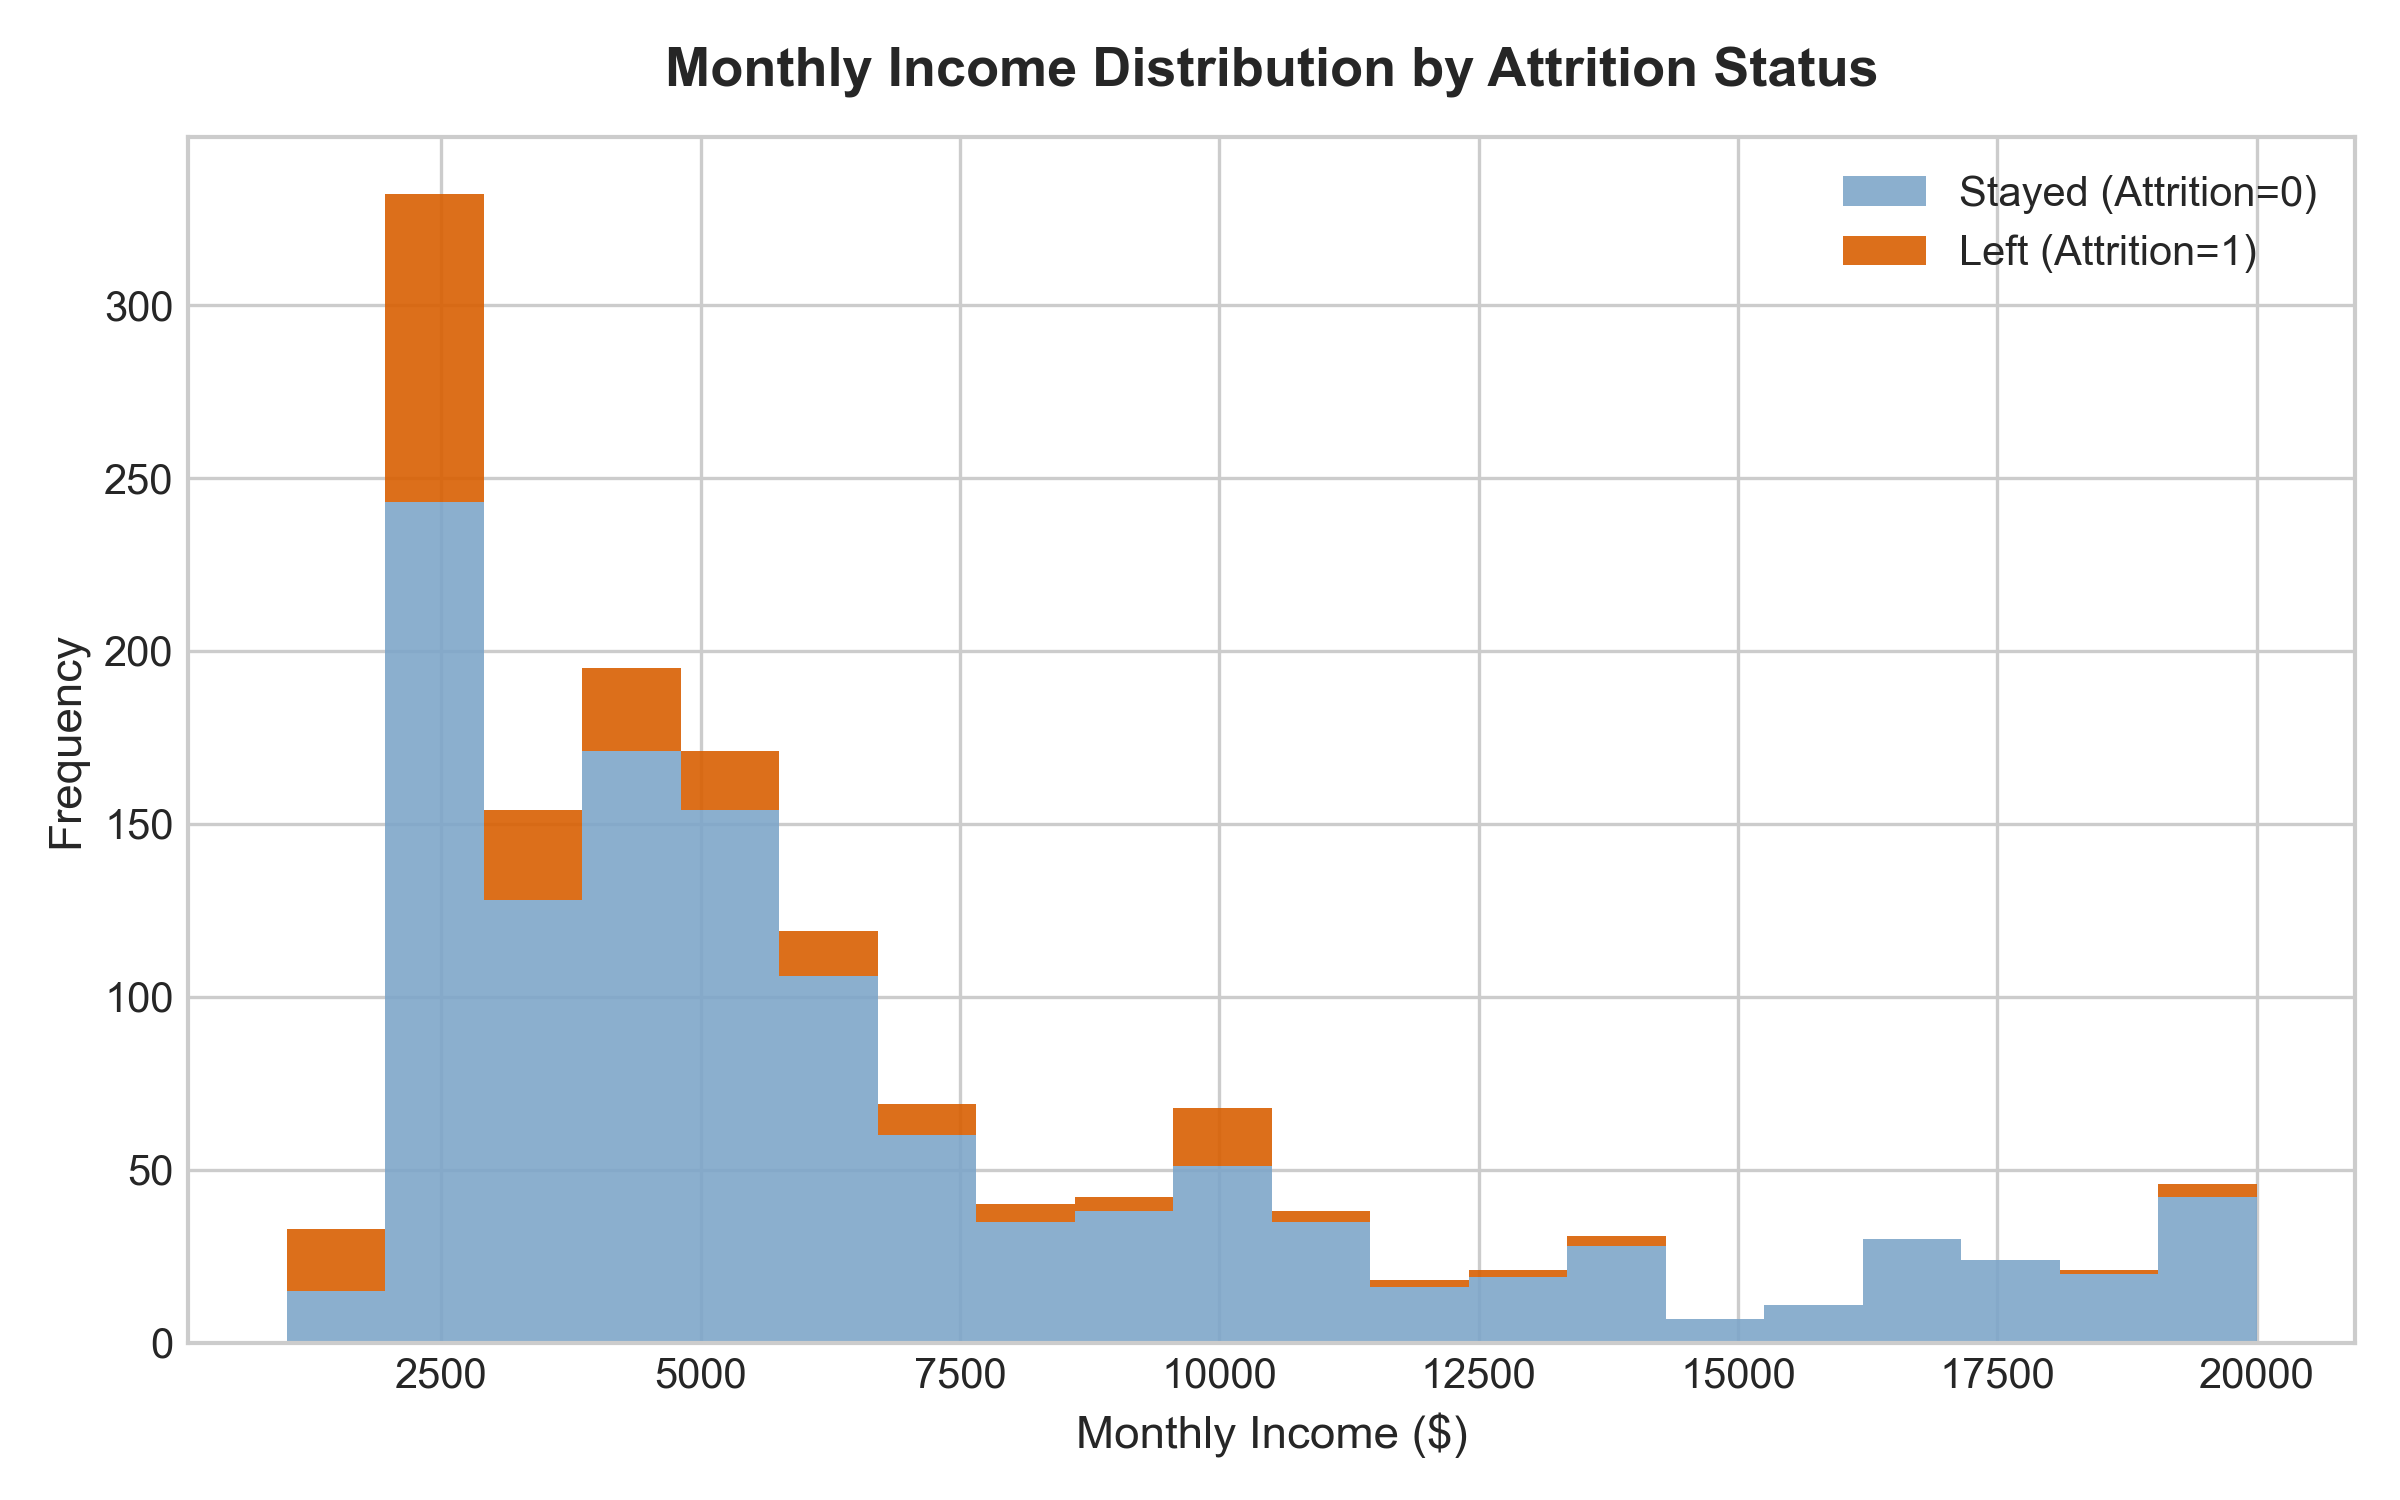 Monthly Income Distribution by Attrition Status
Stayed (Attrition=0)
Left (Attrition=1)
300
250
200
150
100
50
0
Frequency
2500 5000 7500 10000 12500 15000 17500 20000
Monthly Income ($)